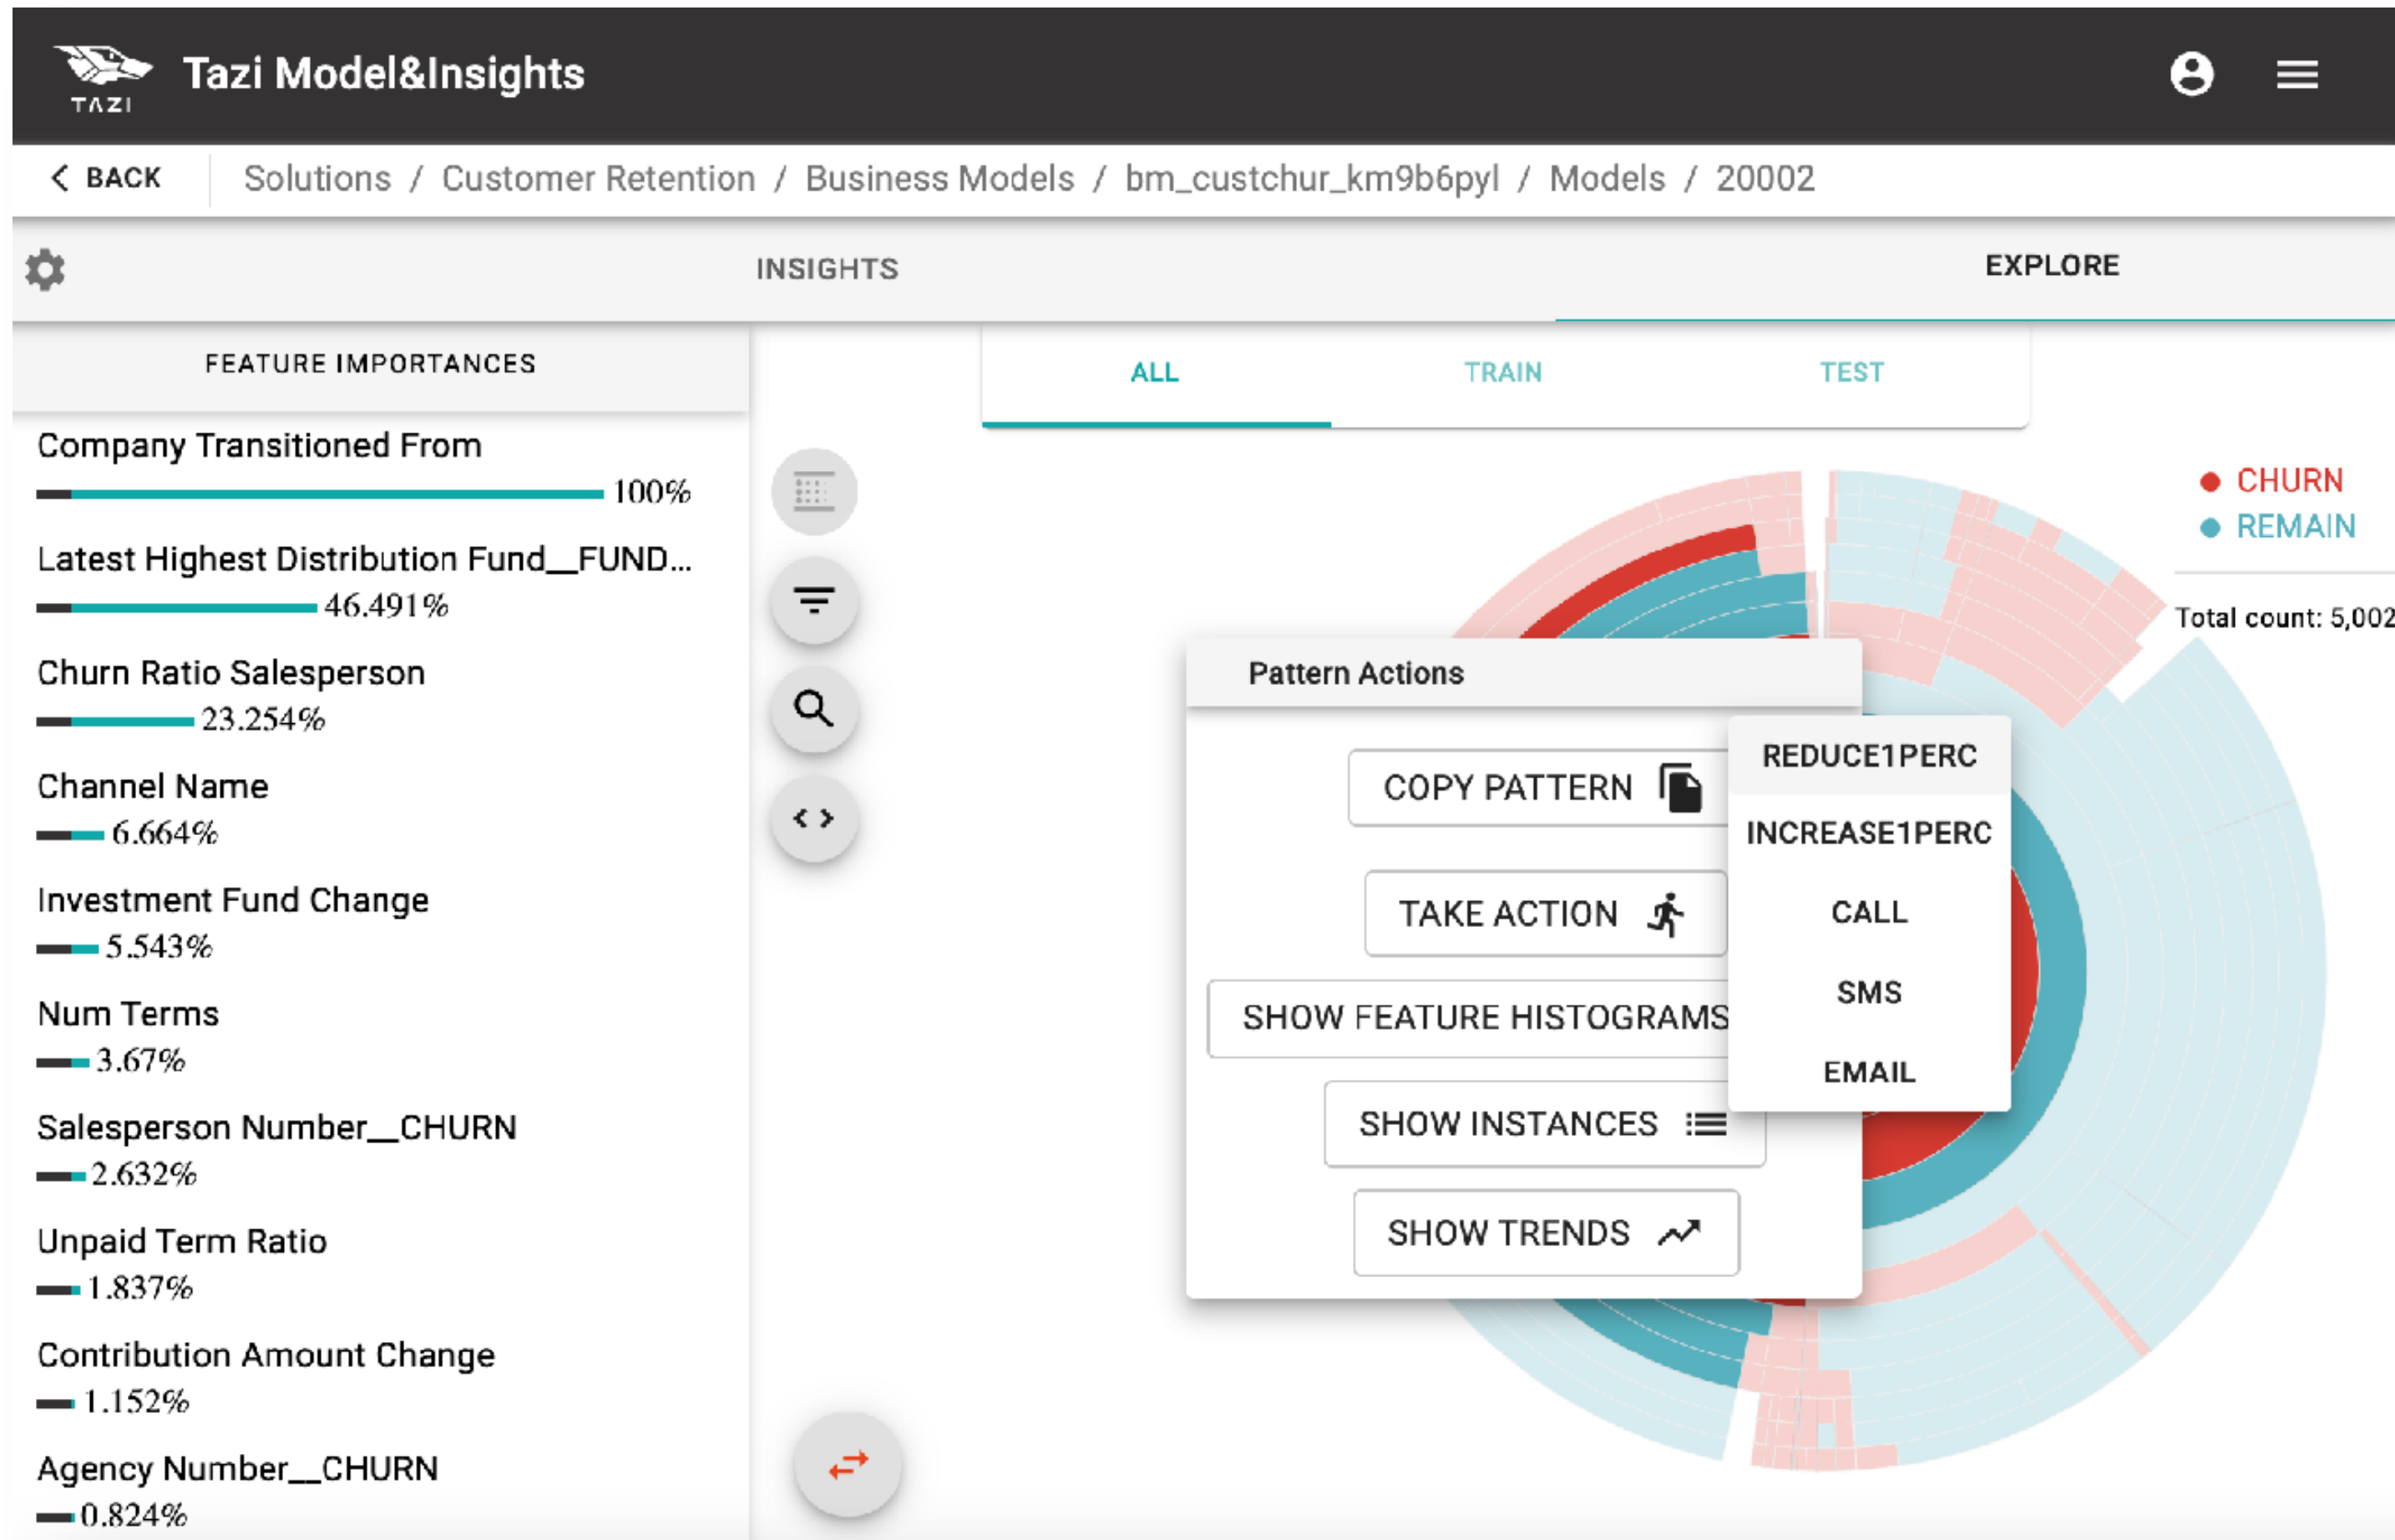 Tazi Model&Insights
TAZI
BACK
Solutions / Customer Retention / Business Models / bm_custchur_km9b6pyl / Models / 20002
INSIGHTS
EXPLORE
FEATURE IMPORTANCES
Company Transitioned From
100%
Latest Highest Distribution Fund__FUND...
46.491%
Churn Ratio Salesperson
23.254%
Channel Name
6.664%
Investment Fund Change
5.543%
Num Terms
3.67%
Salesperson Number__CHURN
2.632%
Unpaid Term Ratio
1.837%
Contribution Amount Change
1.152%
Agency Number__CHURN
0.824%
ALL
TRAIN
TEST
CHURN
REMAIN
Total count: 5,002
Pattern Actions
COPY PATTERN
TAKE ACTION
SHOW FEATURE HISTOGRAMS
SHOW INSTANCES
SHOW TRENDS
REDUCE1PERC
INCREASE1PERC
CALL
SMS
EMAIL